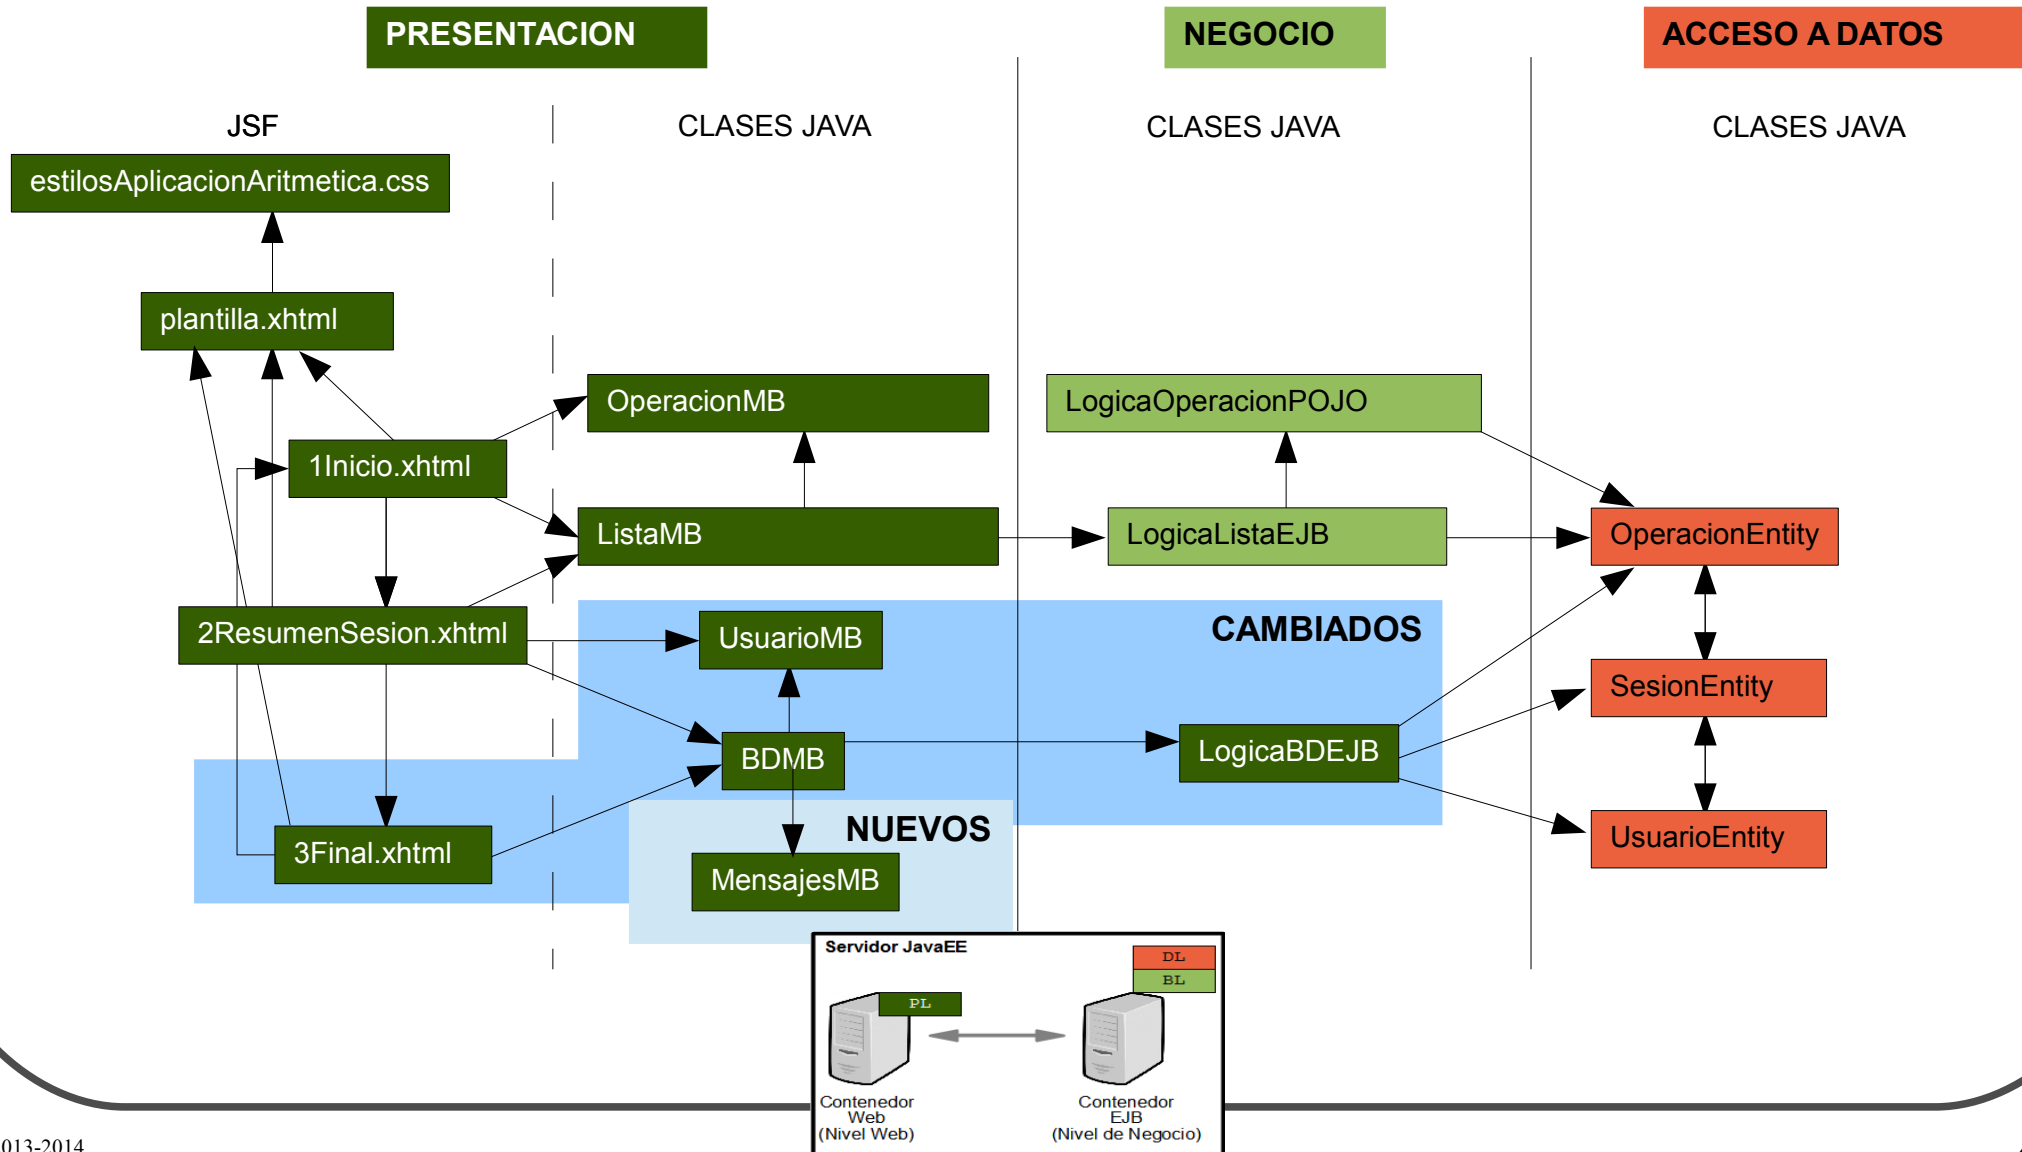 PRESENTACION
NEGOCIO
ACCESO A DATOS
JSF
CLASES JAVA
CLASES JAVA
CLASES JAVA
estilosAplicacionAritmetica.css
plantilla.xhtml
OperacionMB
LogicaOperacionPOJO
1Inicio.xhtml
ListaMB
LogicaListaEJB
OperacionEntity
2ResumenSesion.xhtml
UsuarioMB
CAMBIADOS
SesionEntity
BDMB
LogicaBDEJB
NUEVOS
UsuarioEntity
3Final.xhtml
MensajesMB
Servidor JavaEE
DL
BL
PL
Contenedor
Web
(Nivel Web)
Contenedor
EJB
(Nivel de Negocio)
013-2014